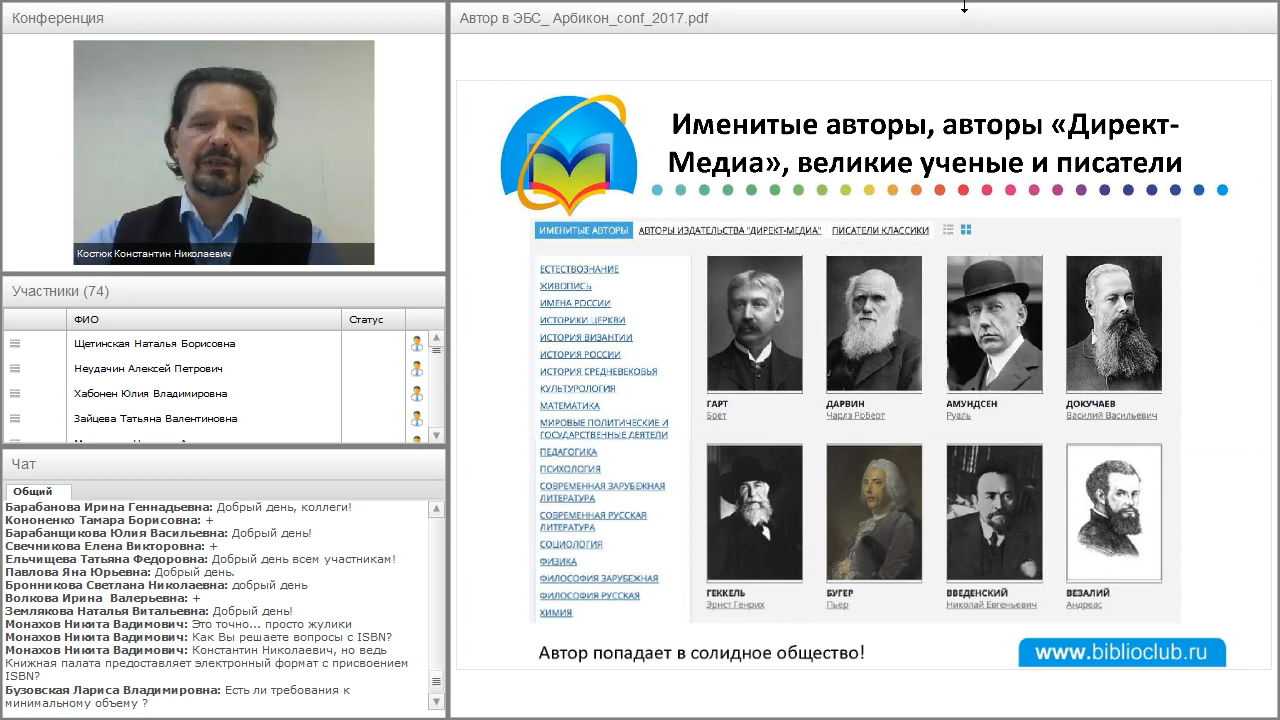 Конференция
Костюк Константин Николаевич
Участники (74)
ФИО
Статус
Щетинская Наталья Борисовна
Неудачин Алексей Петрович
Хабонен Юлия Владимировна
Зайцева Татьяна Валентиновна
Чат
Общий
Барабанова Ирина Геннадьевна: Добрый день, коллеги!
Кононенко Тамара Борисовна: +
Барабанщикова Юлия Васильевна: Добрый день!
Свечникова Елена Викторовна: +
Ельчищева Татьяна Федоровна: Добрый день всем участникам!
Павлова Яна Юрьевна: Добрый день.
Бронникова Светлана Николаевна: добрый день
Волкова Ирина Валерьевна: +
Землякова Наталья Витальевна: Добрый день!
Монахов Никита Вадимович: Это точно... просто жулики
Монахов Никита Вадимович: Как Вы решаете вопросы с ISBN?
Монахов Никита Вадимович: Константин Николаевич, но ведь
Книжная палата предоставляет электронный формат с присвоением
ISBN?
Бузовская Лариса Владимировна: Есть ли требования к
минимальному объему ?
Автор в ЭБС_ Арбикон_conf_2017.pdf
Именитые авторы, авторы «Директ-
Медиа», великие ученые и писатели
ИМЕНИТЫЕ АВТОРЫ
АВТОРЫ ИЗДАТЕЛЬСТВА "ДИРЕКТ-МЕДИА"
ПИСАТЕЛИ КЛАССИКИ
ЕСТЕСТВОЗНАНИЕ
ЖИВОПИСЬ
ИМЕНА РОССИИ
ИСТОРИКИ ЦЕРКВИ
ИСТОРИЯ ВИЗАНТИИ
ИСТОРИЯ РОССИИ
ИСТОРИЯ СРЕДНЕВЕКОВЬЯ
КУЛЬТУРОЛОГИЯ
МАТЕМАТИКА
МИРОВЫЕ ПОЛИТИЧЕСКИЕ И
ГОСУДАРСТВЕННЫЕ ДЕЯТЕЛИ
ПЕДАГОГИКА
ПСИХОЛОГИЯ
СОВРЕМЕННАЯ ЗАРУБЕЖНАЯ
ЛИТЕРАТУРА
СОВРЕМЕННАЯ РУССКАЯ
ЛИТЕРАТУРА
СОЦИОЛОГИЯ
ФИЗИКА
ФИЛОСОФИЯ ЗАРУБЕЖНАЯ
ФИЛОСОФИЯ РУССКАЯ
ХИМИЯ
ГАРТ
Брет
ДАРВИН
Чарлз Роберт
АМУНДСЕН
Руаль
ДОКУЧАЕВ
Василий Васильевич
ГЕККЕЛЬ
Эрнст Генрих
БУГЕР
Пьер
ВВЕДЕНСКИЙ
Николай Евгеньевич
ВЕЗАЛИЙ
Андреас
Автор попадает в солидное общество!
www.biblioclub.ru